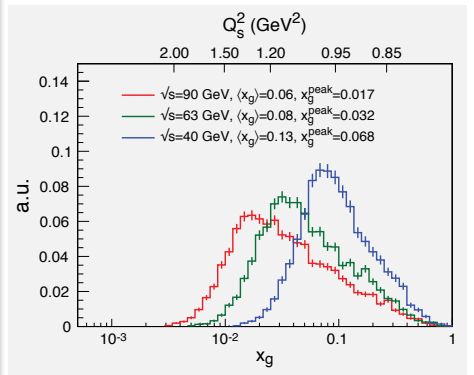 Q_s^2 (GeV^2)
2.00 1.50 1.20 0.95 0.85
0.14
0.12
0.1
0.08
0.06
0.04
0.02
0
a.u.
√s=90 GeV, ⟨x_g⟩=0.06, x_g^peak=0.017
√s=63 GeV, ⟨x_g⟩=0.08, x_g^peak=0.032
√s=40 GeV, ⟨x_g⟩=0.13, x_g^peak=0.068
10^-3 10^-2 0.1 1
x_g